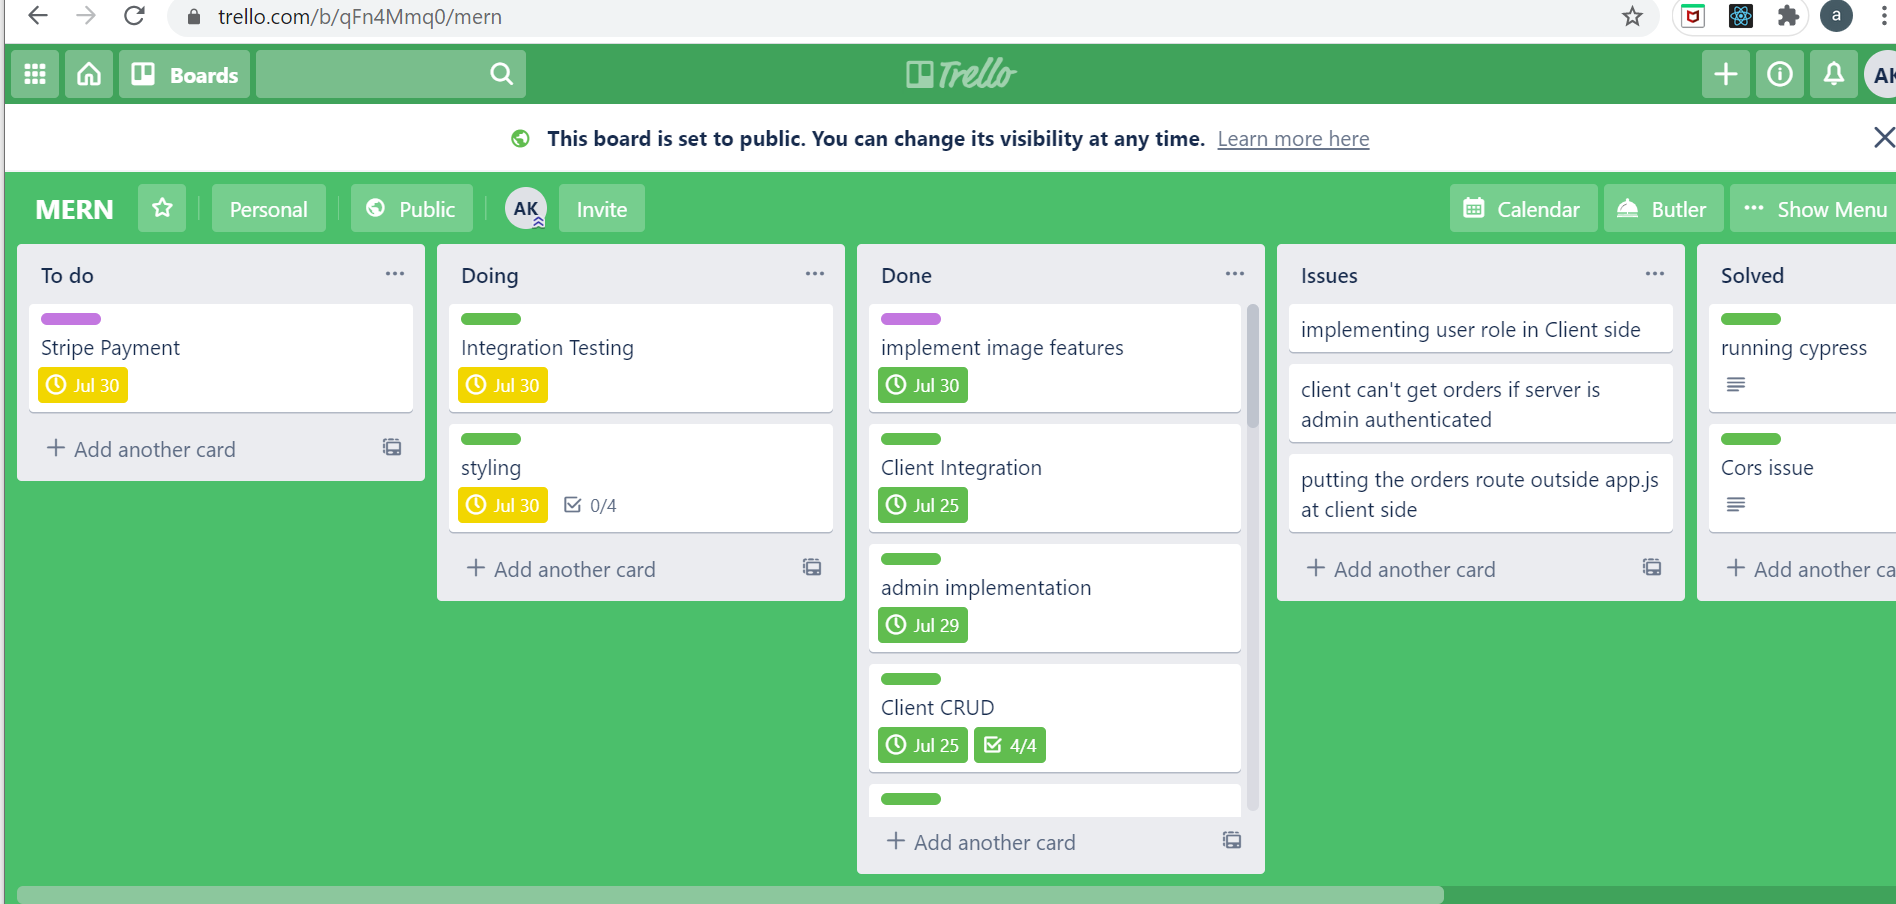 trello.com/b/qFn4Mmq0/mern
a
Boards
Trello
AK
This board is set to public. You can change its visibility at any time. Learn more here
MERN
Personal
Public
AK
Invite
Calendar
Butler
Show Menu
To do
Stripe Payment
Jul 30
Add another card
Doing
Integration Testing
Jul 30
styling
Jul 30 0/4
Add another card
Done
implement image features
Jul 30
Client Integration
Jul 25
admin implementation
Jul 29
Client CRUD
Jul 25 4/4
Add another card
Issues
implementing user role in Client side
client can't get orders if server is
admin authenticated
putting the orders route outside app.js
at client side
Add another card
Solved
running cypress
Cors issue
Add another ca